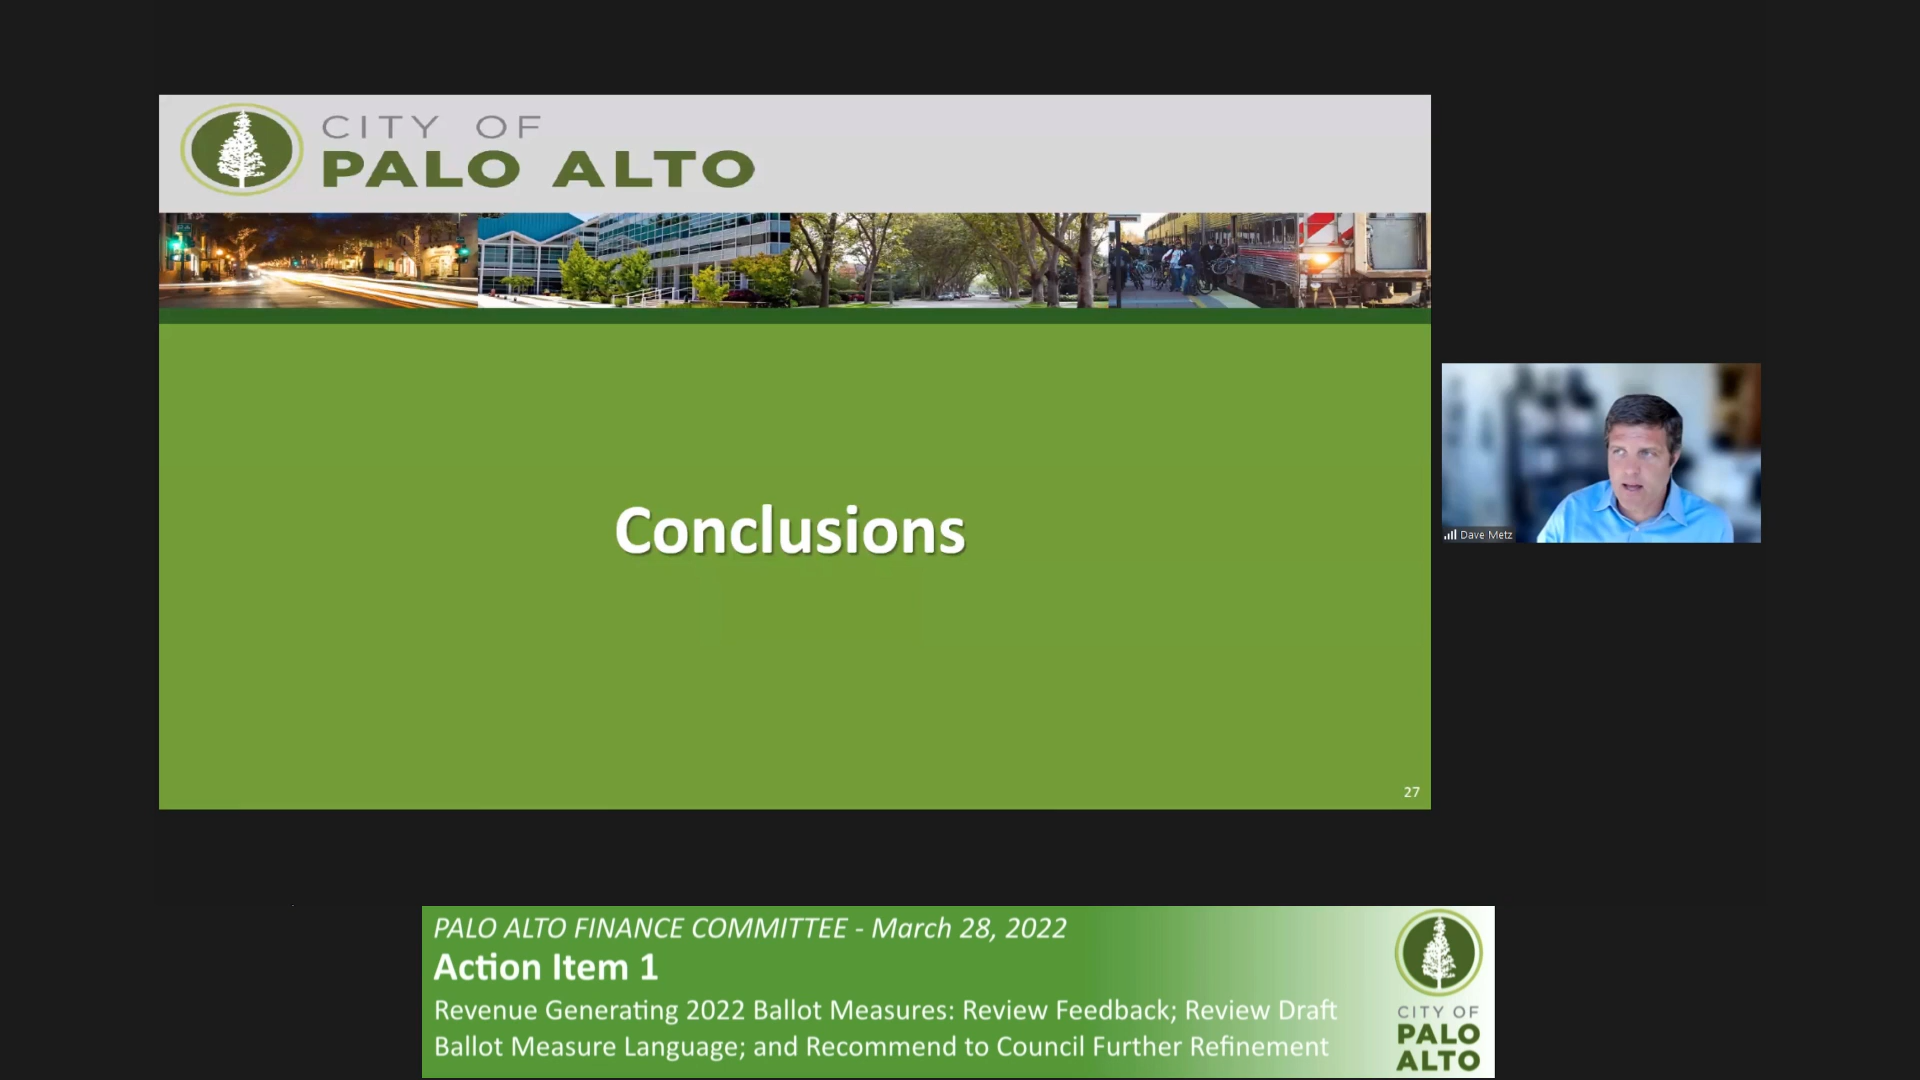 CITY OF
PALO ALTO
Conclusions
27
Dave Metz
PALO ALTO FINANCE COMMITTEE - March 28, 2022
Action Item 1
Revenue Generating 2022 Ballot Measures: Review Feedback; Review Draft
Ballot Measure Language; and Recommend to Council Further Refinement
CITY OF
PALO
ALTO